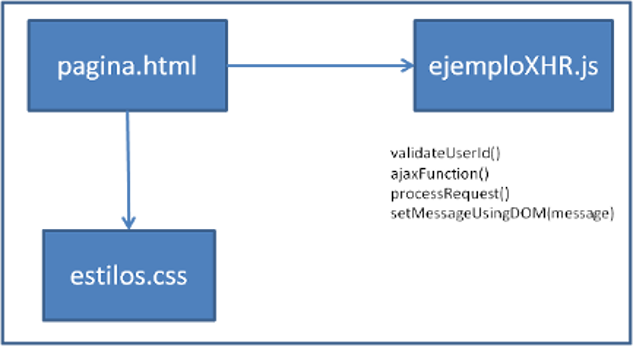 pagina.html
ejemploXHR.js
validateUserId()
ajaxFunction()
processRequest()
setMessageUsingDOM(message)
estilos.css